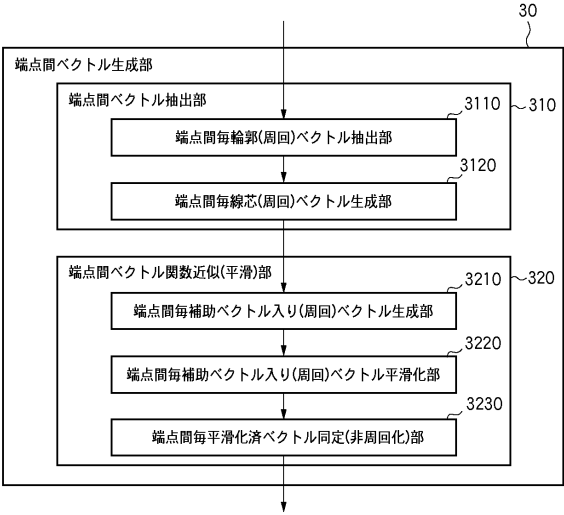 30
端点間ベクトル生成部
端点間ベクトル抽出部
310
3110
端点間毎輪郭(周回)ベクトル抽出部
3120
端点間毎線芯(周回)ベクトル生成部
端点間ベクトル関数近似(平滑)部
320
3210
端点間毎補助ベクトル入り(周回)ベクトル生成部
3220
端点間毎補助ベクトル入り(周回)ベクトル平滑化部
3230
端点間毎平滑化済ベクトル同定(非周回化)部